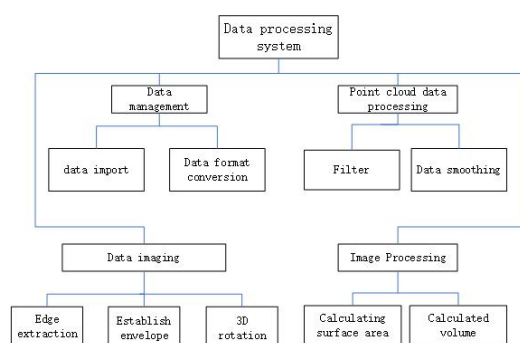 Data processing
system
Data
management
Point cloud data
processing
data import
Data format
conversion
Filter
Data smoothing
Data imaging
Image Processing
Edge
extraction
Establish
envelope
3D
rotation
Calculating
surface area
Calculated
volume